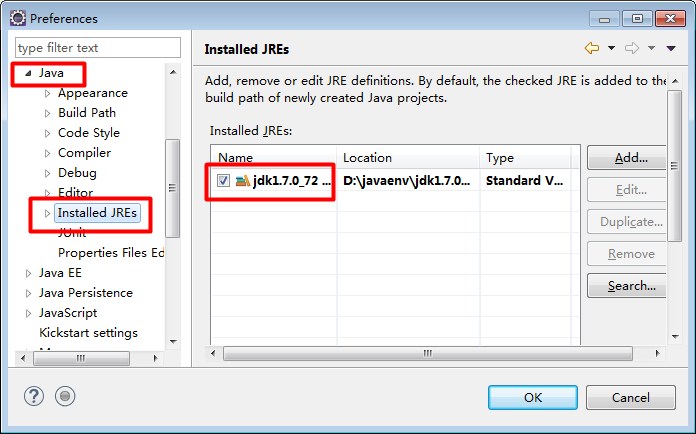 Preferences
type filter text
Java
Appearance
Build Path
Code Style
Compiler
Debug
Editor
Installed JREs
JUnit
Properties Files Ed
Java EE
Java Persistence
JavaScript
Kickstart settings
Installed JREs
Add, remove or edit JRE definitions. By default, the checked JRE is added to the
build path of newly created Java projects.
Installed JREs:
Name Location Type
jdk1.7.0_72 ... D:\javaenv\jdk1.7.0... Standard V...
Add...
Edit...
Duplicate...
Remove
Search...
OK Cancel